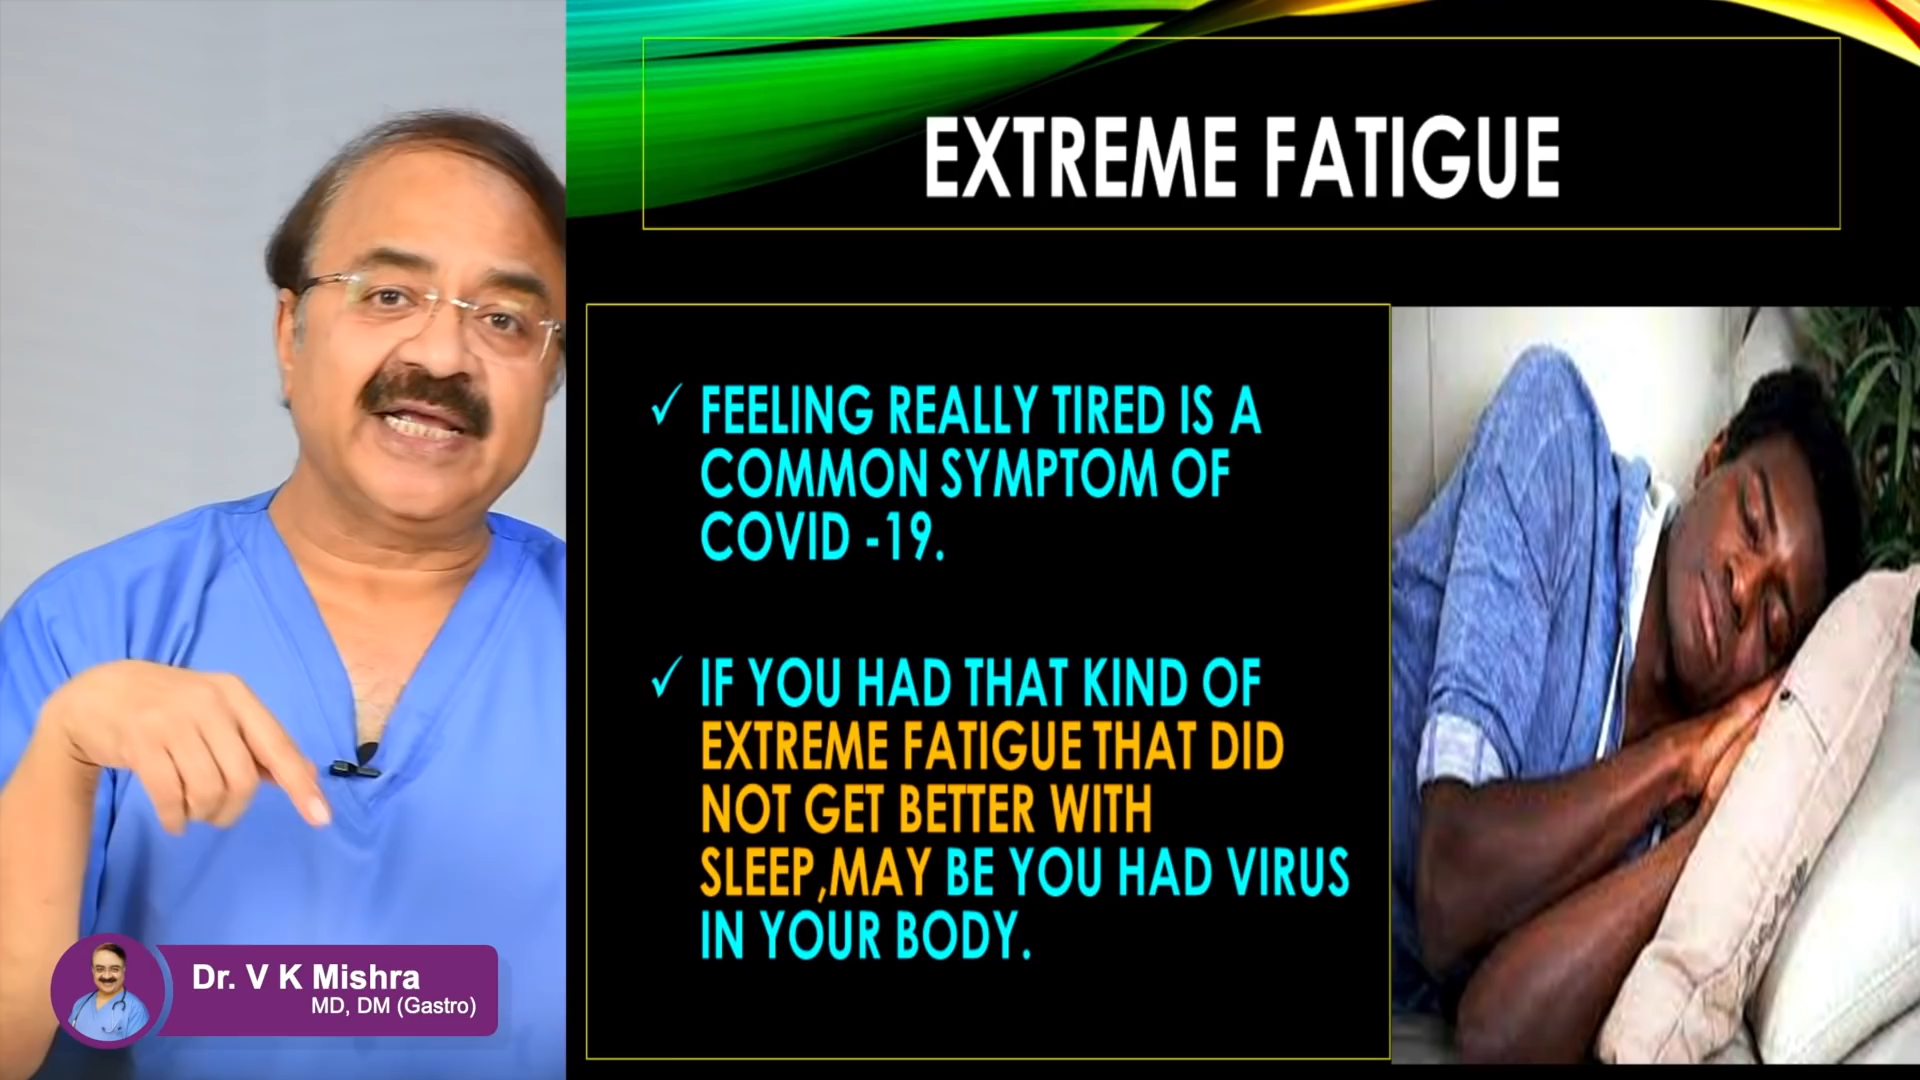 EXTREME FATIGUE
✓ FEELING REALLY TIRED IS A
COMMON SYMPTOM OF
COVID -19.
✓ IF YOU HAD THAT KIND OF
EXTREME FATIGUE THAT DID
NOT GET BETTER WITH
SLEEP,MAY BE YOU HAD VIRUS
IN YOUR BODY.
Dr. V K Mishra
MD, DM (Gastro)